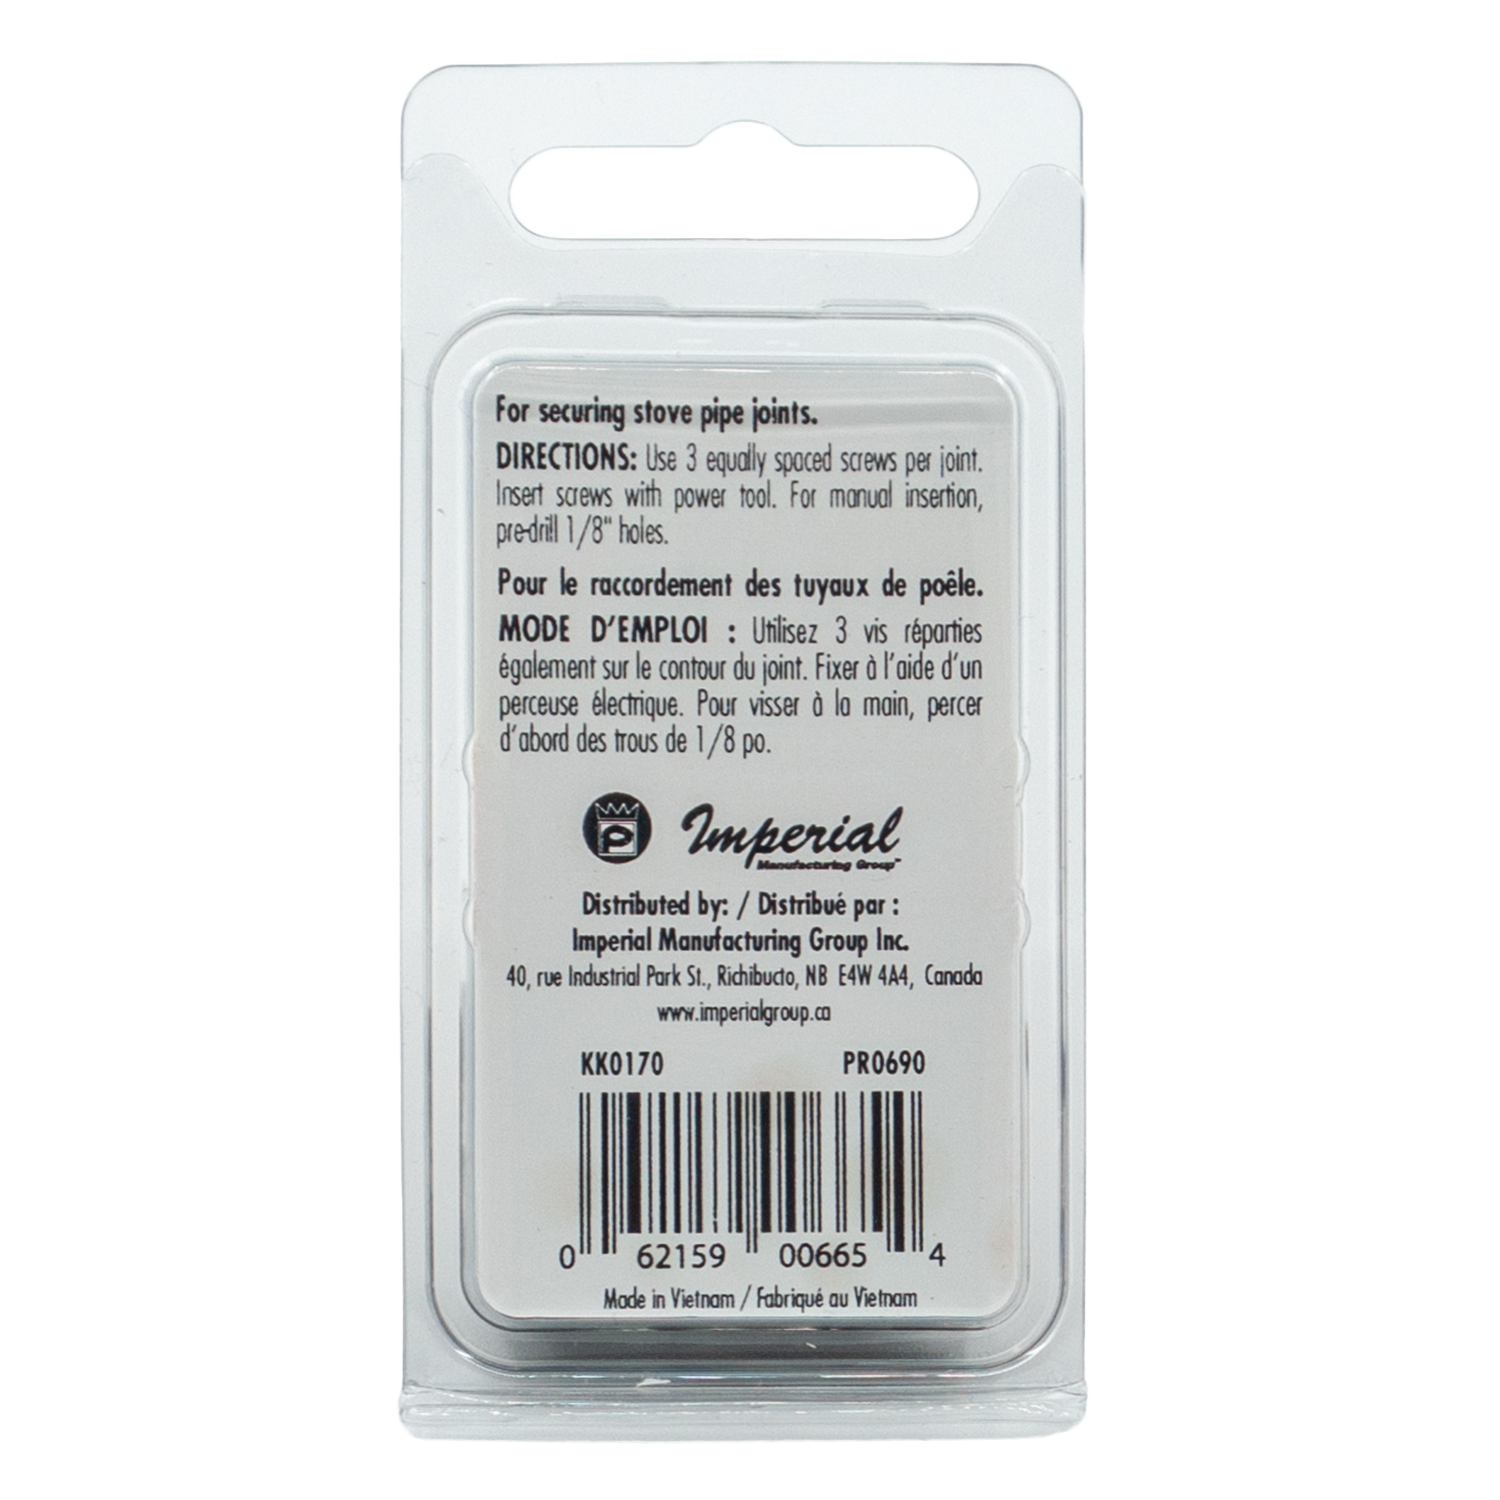 For securing stove pipe joints.
DIRECTIONS: Use 3 equally spaced screws per joint.
Insert screws with power tool. For manual insertion,
pre-drill 1/8" holes.
Pour le raccordement des tuyaux de poêle.
MODE D'EMPLOI : Utilisez 3 vis réparties
également sur le contour du joint. Fixer à l'aide d'un
perceuse électrique. Pour visser à la main, percer
d'abord des trous de 1/8 po.
P Imperial
Manufacturing Group™
Distributed by: / Distribué par :
Imperial Manufacturing Group Inc.
40, rue Industrial Park St., Richibucto, NB E4W 4A4, Canada
www.imperialgroup.ca
KK0170 PR0690
0 62159 00665 4
Made in Vietnam / Fabriqué au Vietnam